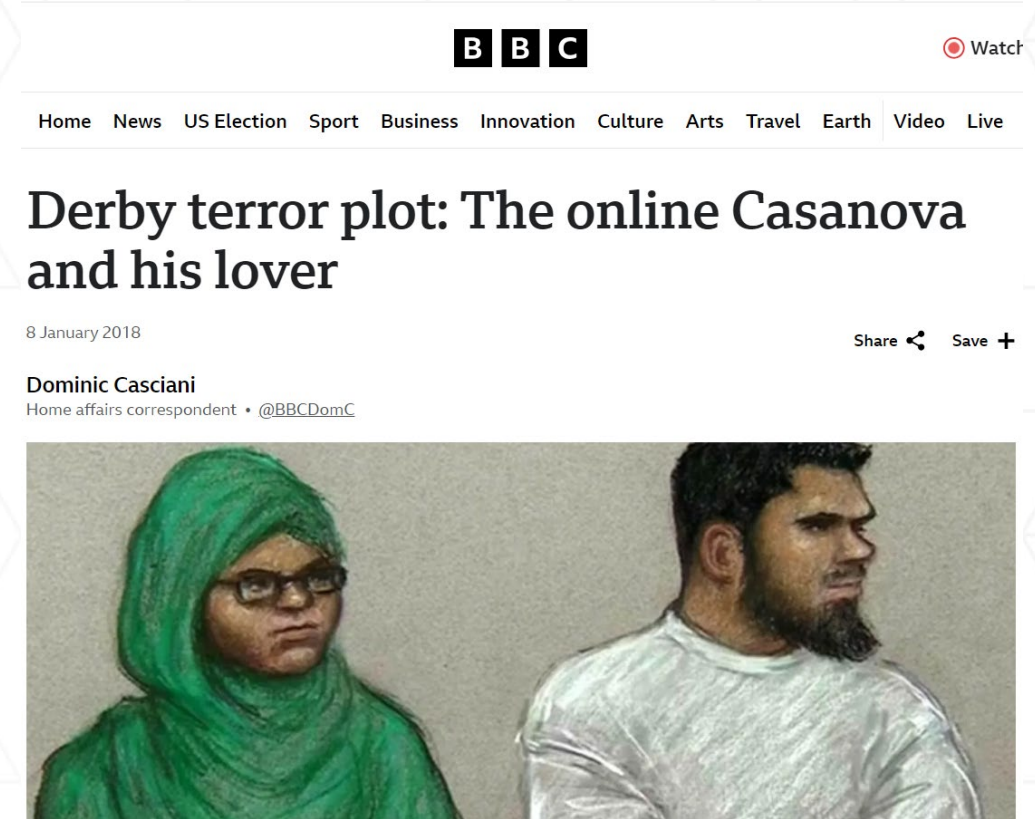 BBC
Watch
Home News US Election Sport Business Innovation Culture Arts Travel Earth Video Live
Derby terror plot: The online Casanova
and his lover
8 January 2018
Share Save
Dominic Casciani
Home affairs correspondent • @BBCDomC